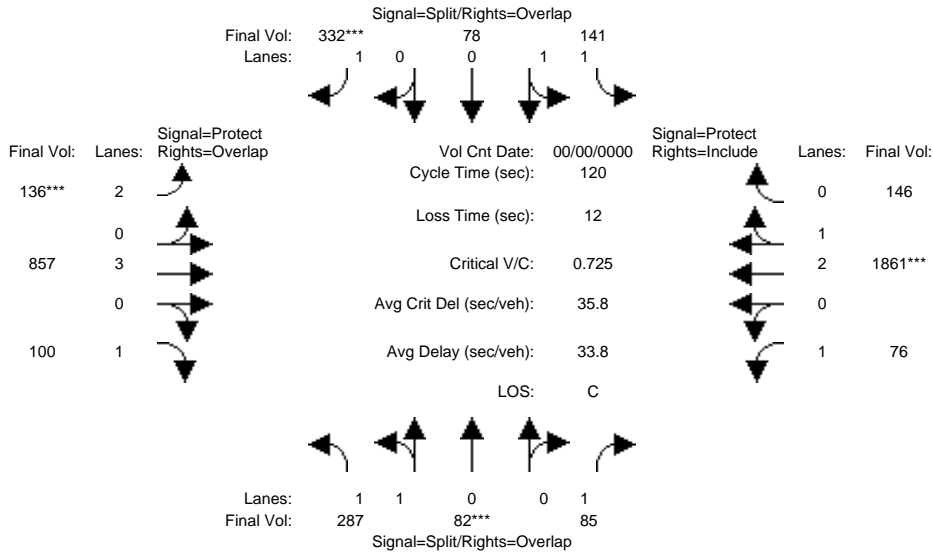 Signal=Split/Rights=Overlap
Final Vol: 332*** 78 141
Lanes: 1 0 0 1 1
Signal=Protect Signal=Protect
Final Vol: Lanes: Rights=Overlap Vol Cnt Date: 00/00/0000 Rights=Include Lanes: Final Vol:
Cycle Time (sec): 120
136*** 2 0 146
Loss Time (sec): 12
0 1
857 3 Critical V/C: 0.725 2 1861***
0 Avg Crit Del (sec/veh): 35.8 0
100 1 Avg Delay (sec/veh): 33.8 1 76
LOS: C
Lanes: 1 1 0 0 1
Final Vol: 287 82*** 85
Signal=Split/Rights=Overlap